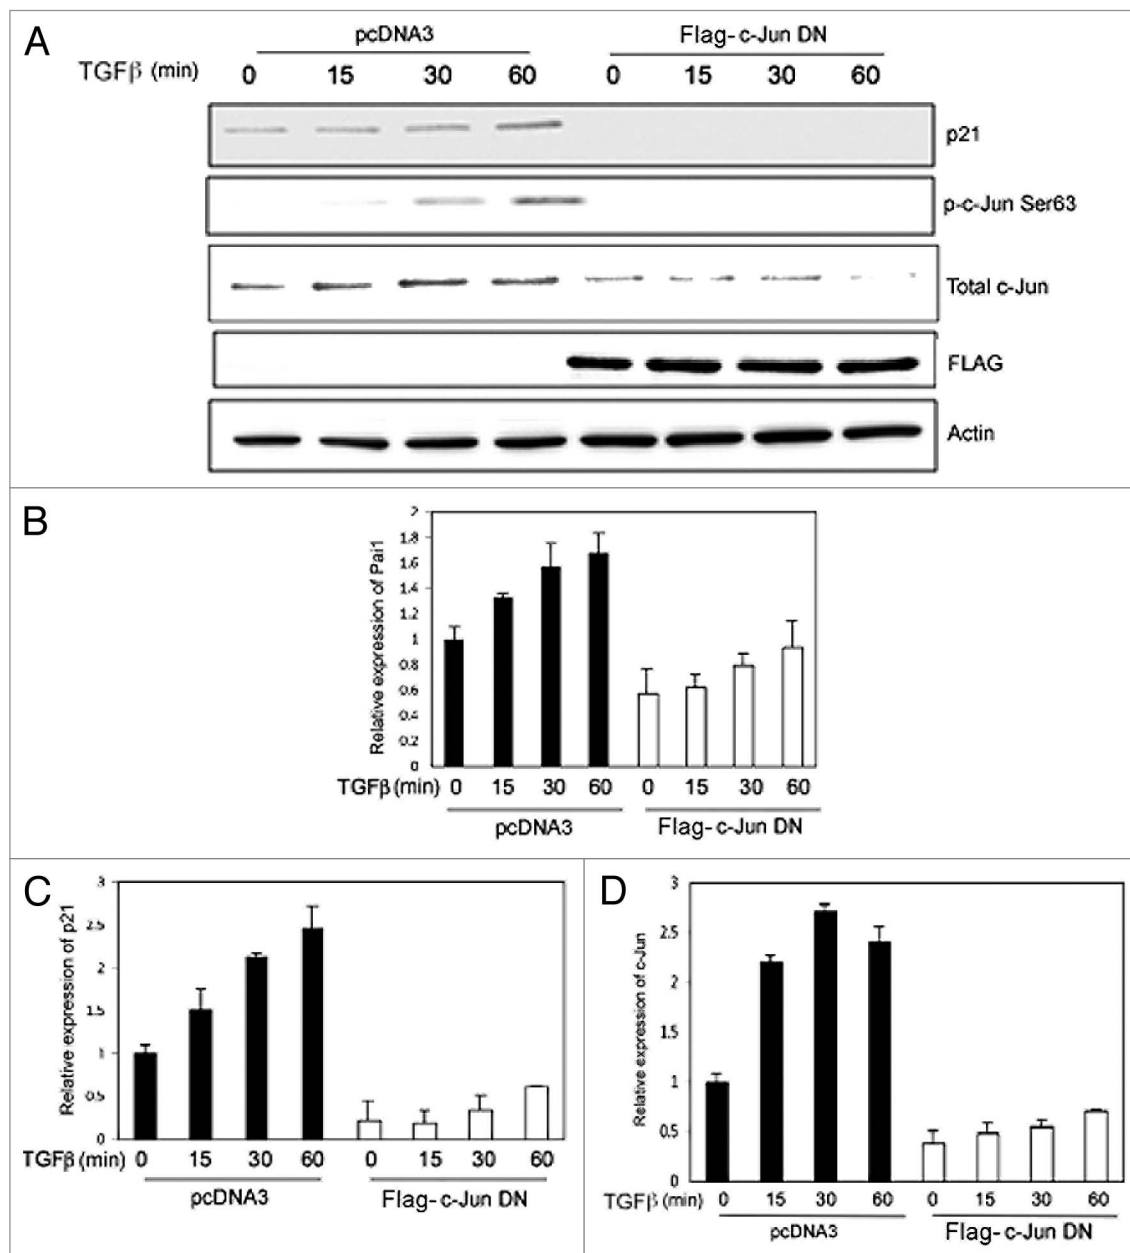 A
pcDNA3 Flag- c-Jun DN
TGFβ (min) 0 15 30 60 0 15 30 60
p21
p-c-Jun Ser63
Total c-Jun
FLAG
Actin
B
Relative expression of Pai1
2
1.8
1.6
1.4
1.2
1
0.8
0.6
0.4
0.2
0
TGFβ (min) 0 15 30 60 0 15 30 60
pcDNA3 Flag- c-Jun DN
C
Relative expression of p21
3
2.5
2
1.5
1
0.5
0
TGFβ (min) 0 15 30 60 0 15 30 60
pcDNA3 Flag- c-Jun DN
D
Relative expression of c-Jun
3
2.5
2
1.5
1
0.5
0
TGFβ (min) 0 15 30 60 0 15 30 60
pcDNA3 Flag- c-Jun DN